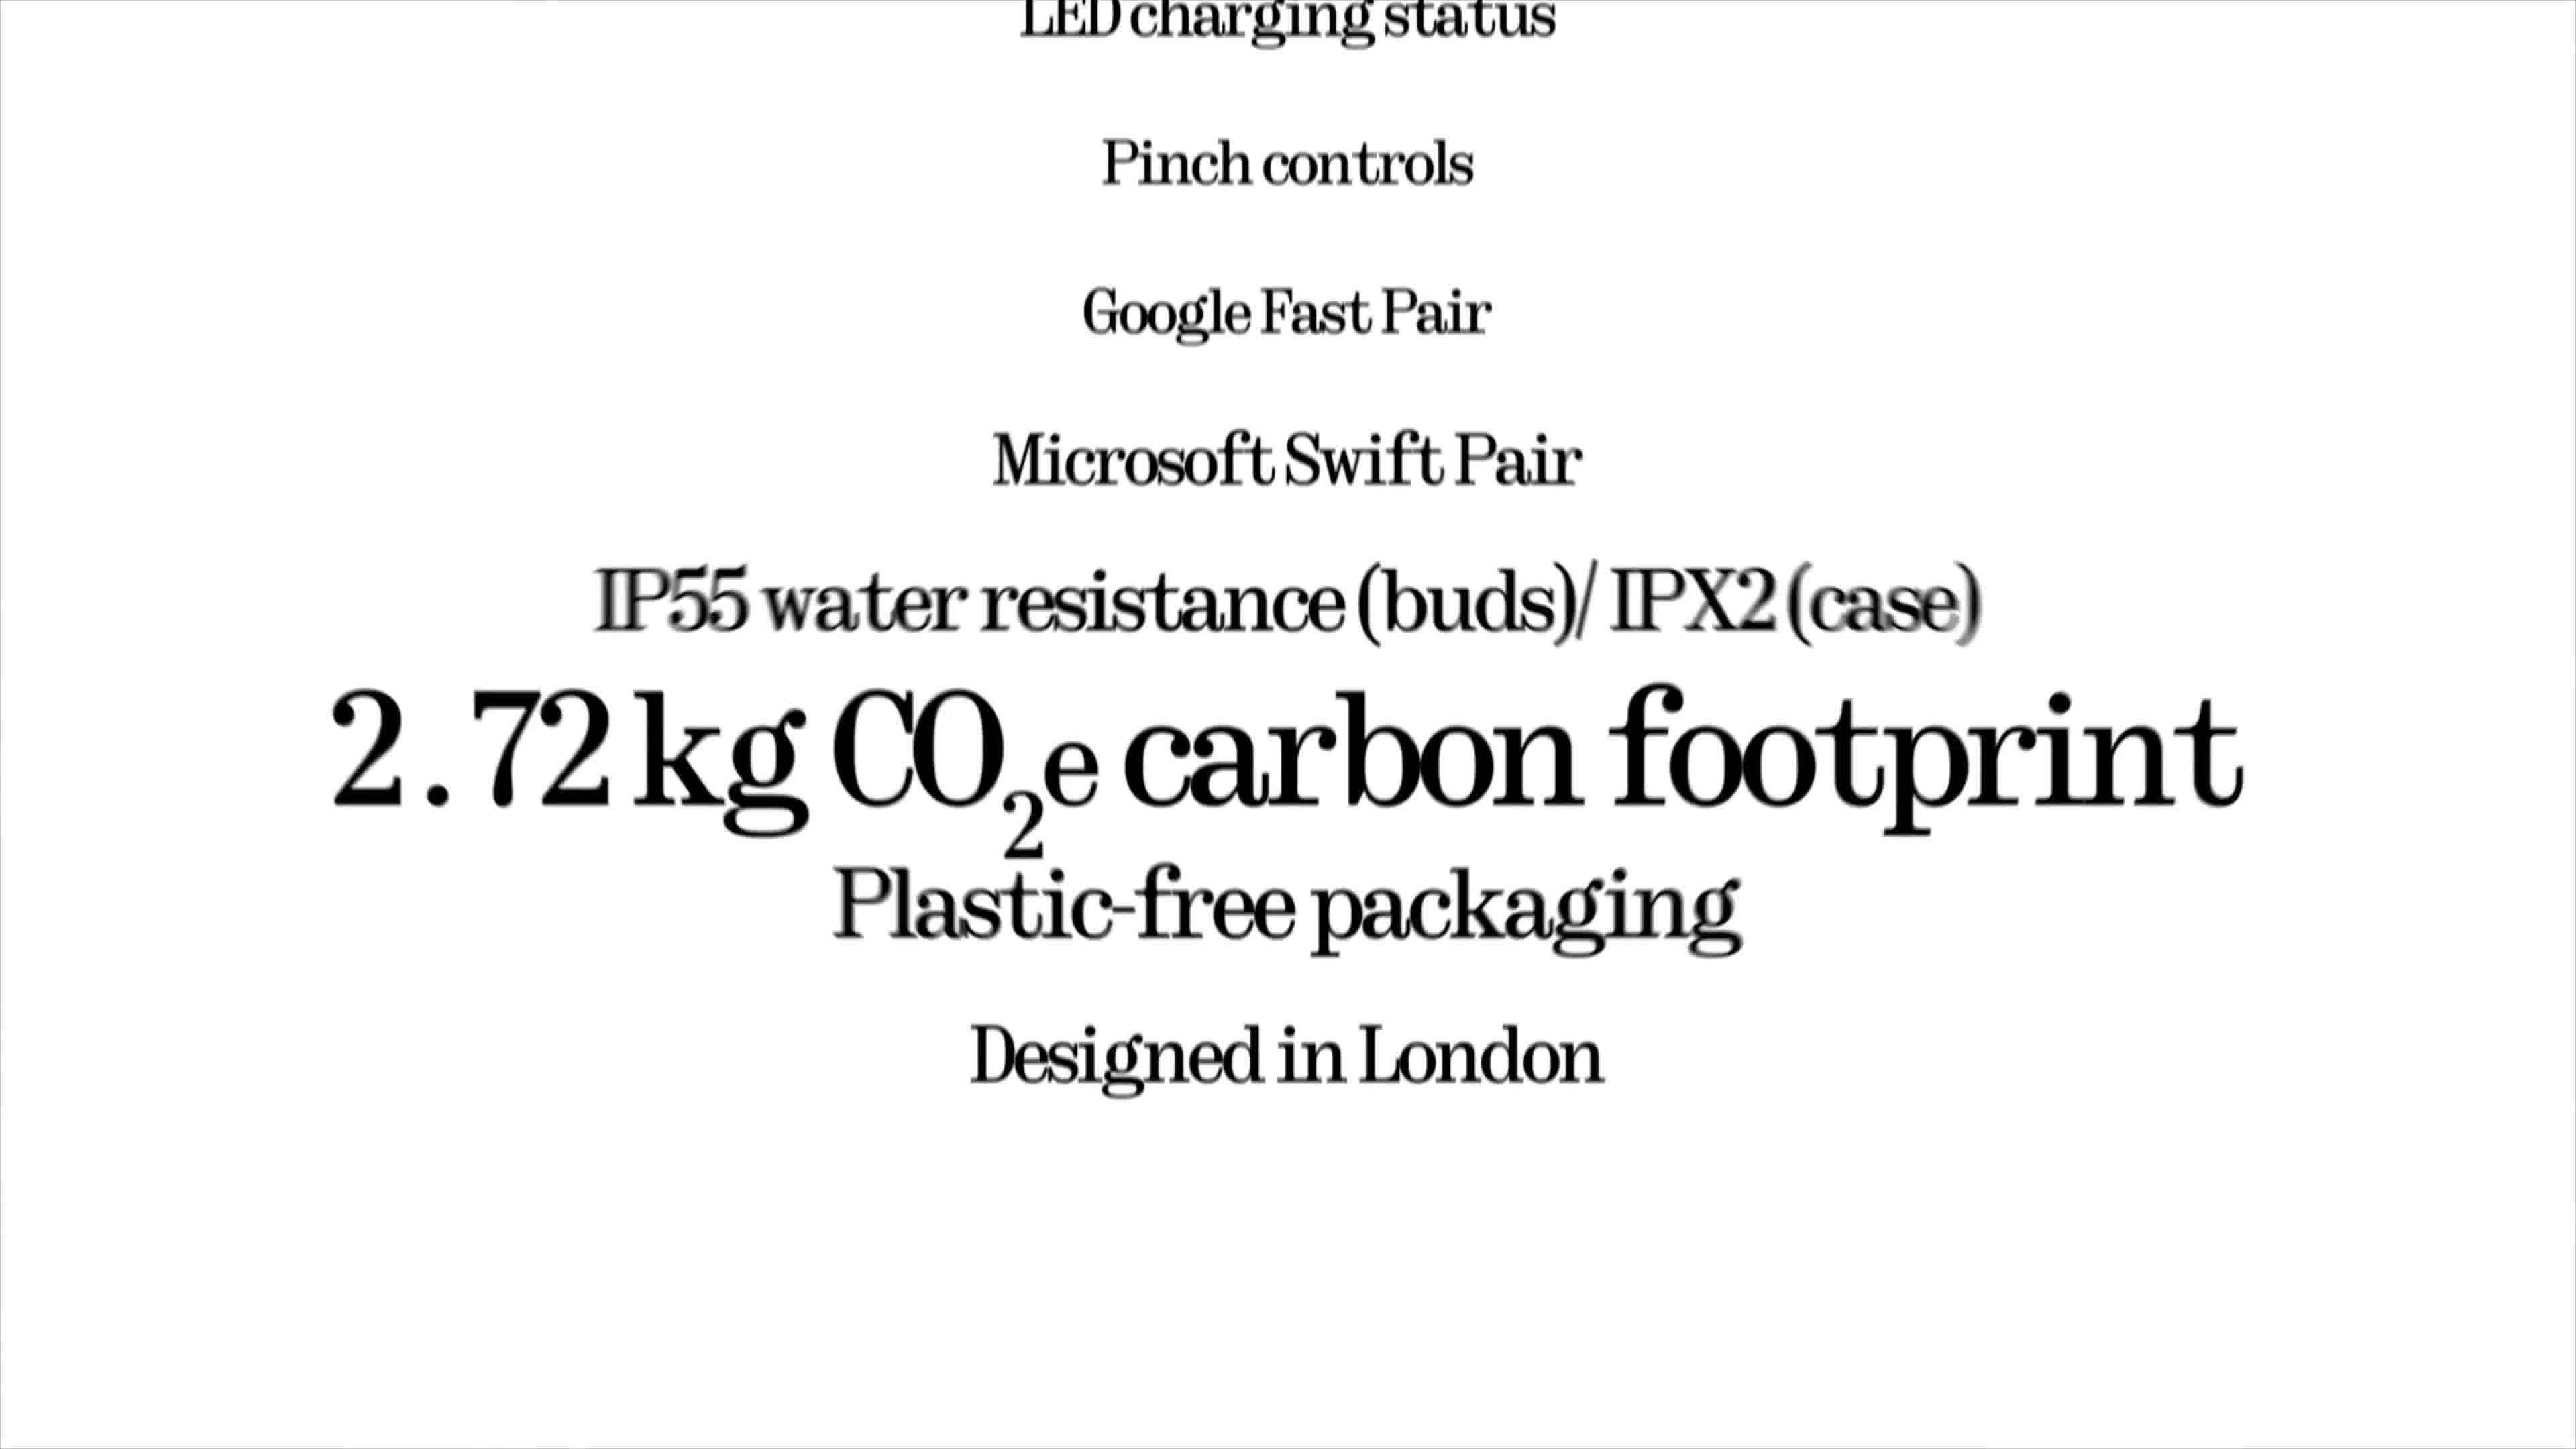 LED charging status
Pinch controls
Google Fast Pair
Microsoft Swift Pair
IP55 water resistance (buds)/ IPX2 (case)
2.72 kg CO₂e carbon footprint
Plastic-free packaging
Designed in London